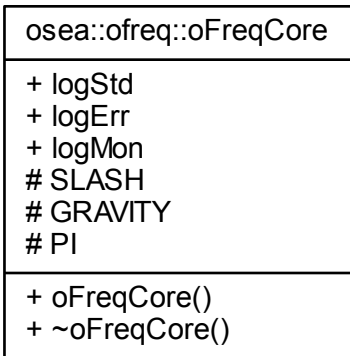 osea::ofreq::oFreqCore
+ logStd
+ logErr
+ logMon
# SLASH
# GRAVITY
# PI
+ oFreqCore()
+ ~oFreqCore()